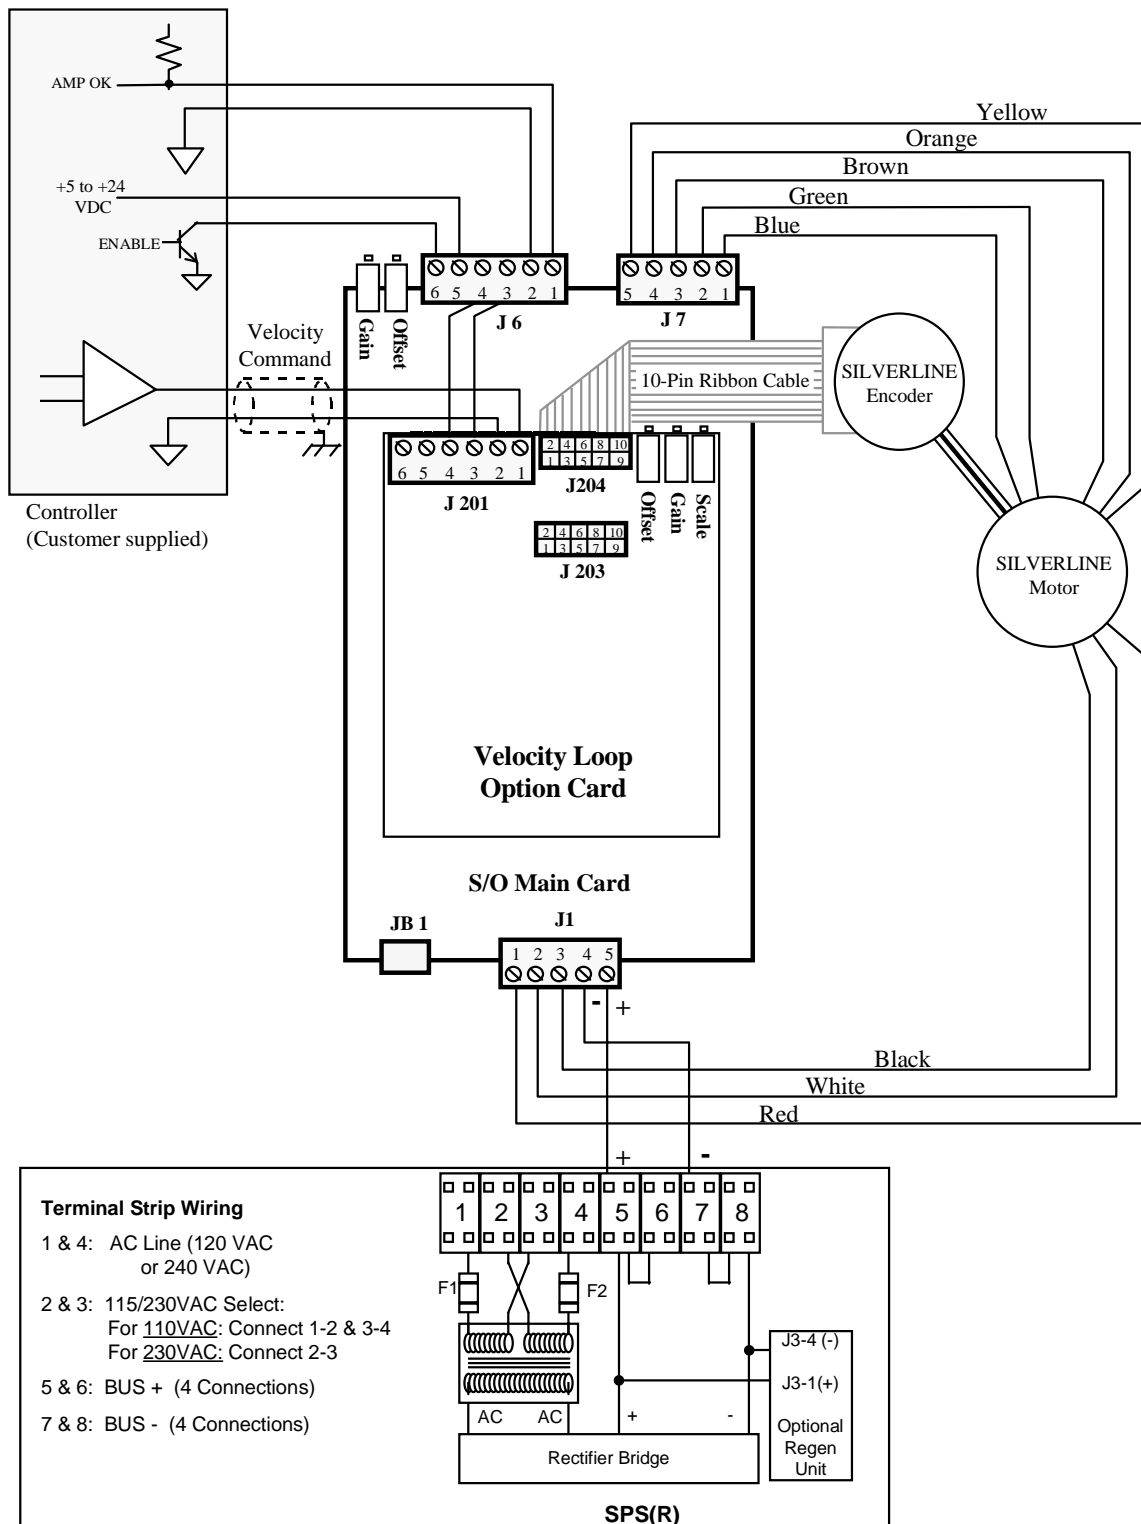 Yellow
Orange
Brown
Green
Blue
AMP OK
+5 to +24
VDC
ENABLE
6 5 4 3 2 1
J 6
5 4 3 2 1
J 7
Gain
Offset
Velocity
Command
10-Pin Ribbon Cable
SILVERLINE
Encoder
6 5 4 3 2 1
J 201
2 4 6 8 10
1 3 5 7 9
J204
Offset
Gain
Scale
Controller
(Customer supplied)
2 4 6 8 10
1 3 5 7 9
J 203
SILVERLINE
Motor
Velocity Loop
Option Card
S/O Main Card
JB 1
J1
1 2 3 4 5
- +
Black
White
Red
+ -
Terminal Strip Wiring
1 & 4: AC Line (120 VAC
or 240 VAC)
2 & 3: 115/230VAC Select:
For 110VAC: Connect 1-2 & 3-4
For 230VAC: Connect 2-3
5 & 6: BUS + (4 Connections)
7 & 8: BUS - (4 Connections)
1 2 3 4 5 6 7 8
F1
F2
J3-4 (-)
J3-1(+)
Optional
Regen
Unit
AC AC + -
Rectifier Bridge
SPS(R)